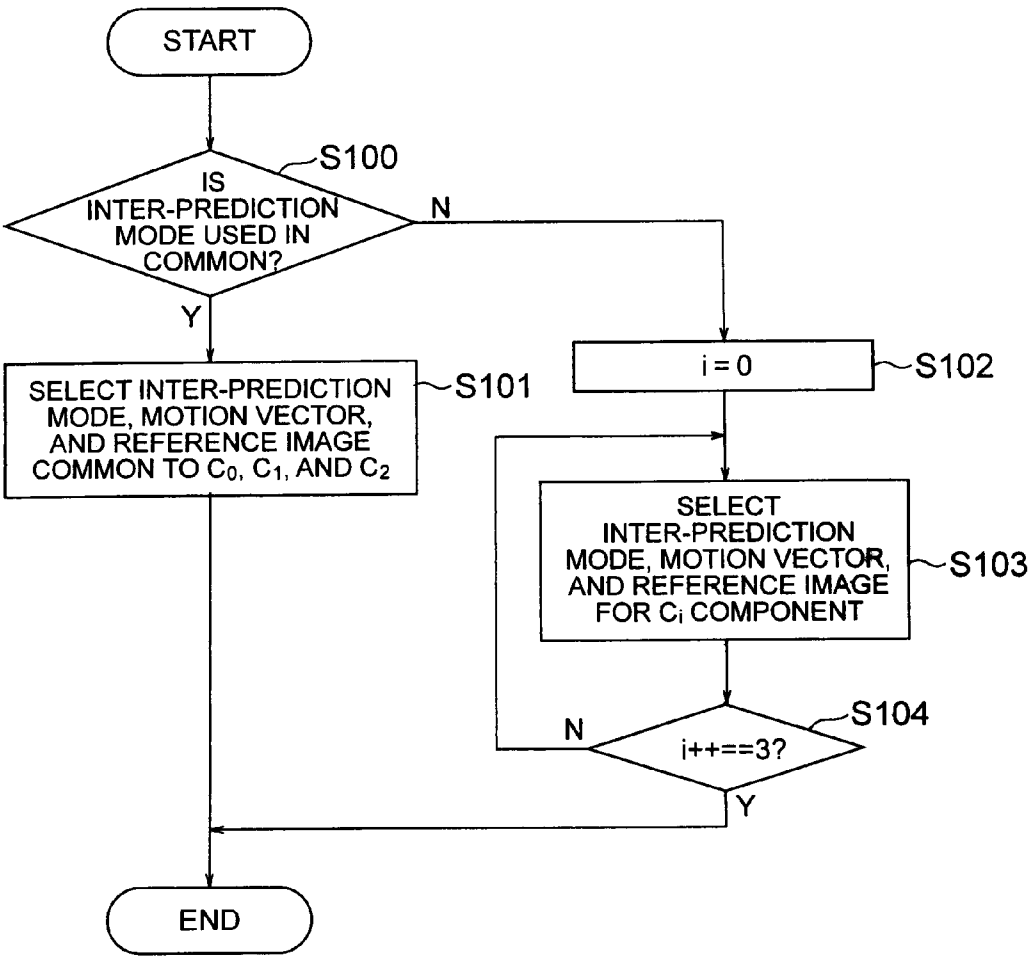 START
S100
IS
INTER-PREDICTION
MODE USED IN
COMMON?
N
Y
SELECT INTER-PREDICTION
MODE, MOTION VECTOR,
AND REFERENCE IMAGE
COMMON TO C₀, C₁, AND C₂
S101
i = 0
S102
SELECT
INTER-PREDICTION
MODE, MOTION VECTOR,
AND REFERENCE IMAGE
FOR Cᵢ COMPONENT
S103
S104
N
i++==3?
Y
END